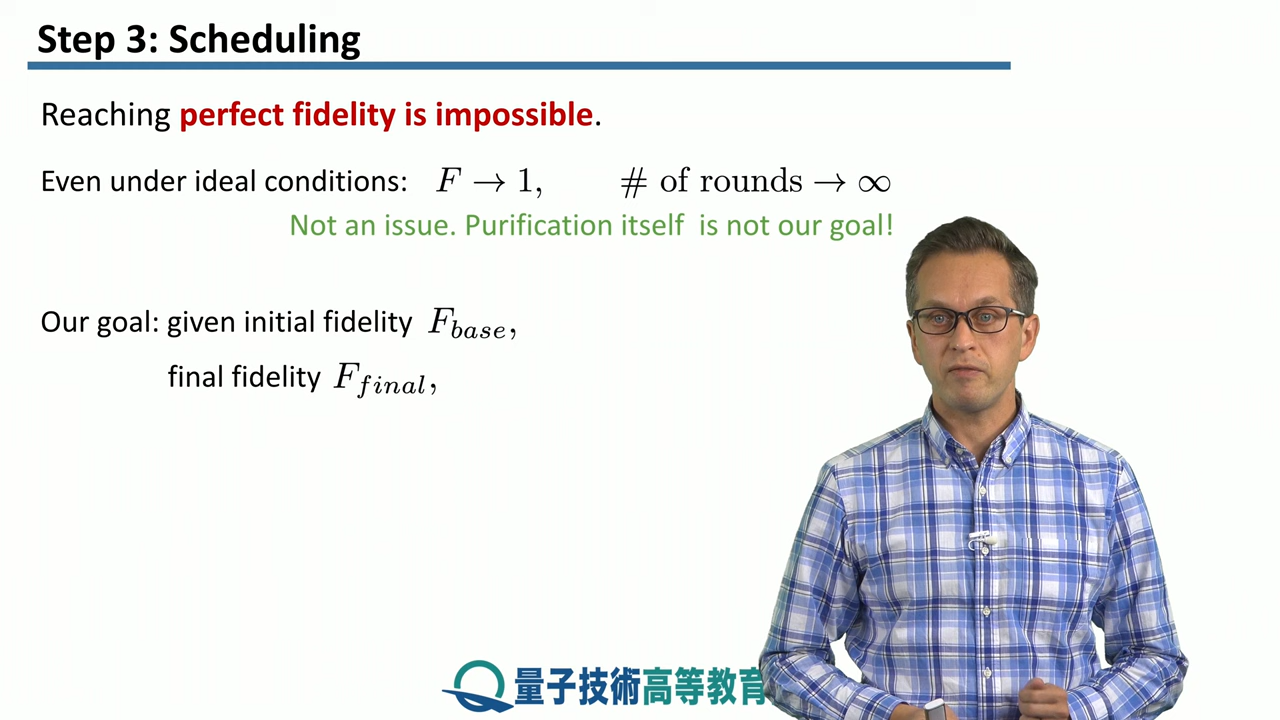 Step 3: Scheduling
Reaching perfect fidelity is impossible.
Even under ideal conditions: F → 1, # of rounds → ∞
Not an issue. Purification itself is not our goal!
Our goal: given initial fidelity F_base,
final fidelity F_final,
量子技術高等教育